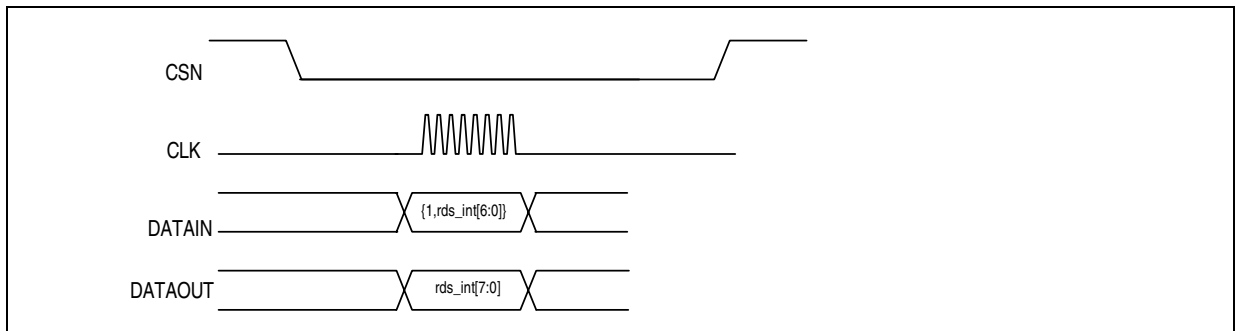 CSN
CLK
{1,rds_int[6:0]}
DATAIN
rds_int[7:0]
DATAOUT